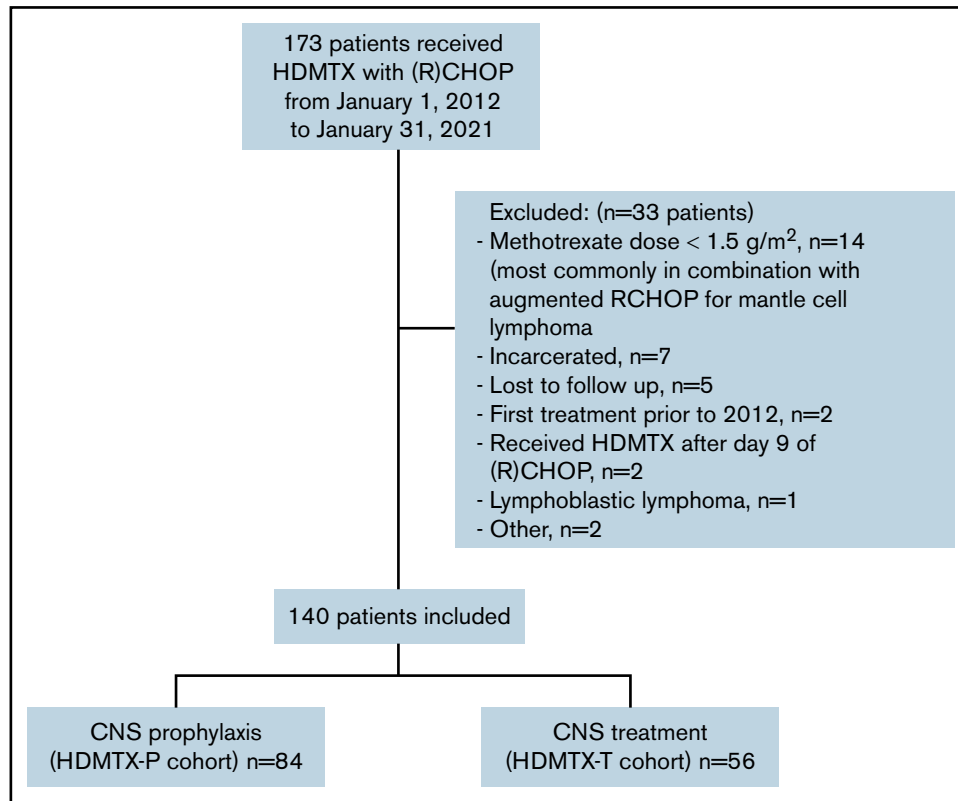 173 patients received
HDMTX with (R)CHOP
from January 1, 2012
to January 31, 2021
Excluded: (n=33 patients)
- Methotrexate dose < 1.5 g/m², n=14
(most commonly in combination with
augmented RCHOP for mantle cell
lymphoma
- Incarcerated, n=7
- Lost to follow up, n=5
- First treatment prior to 2012, n=2
- Received HDMTX after day 9 of
(R)CHOP, n=2
- Lymphoblastic lymphoma, n=1
- Other, n=2
140 patients included
CNS prophylaxis
(HDMTX-P cohort) n=84
CNS treatment
(HDMTX-T cohort) n=56